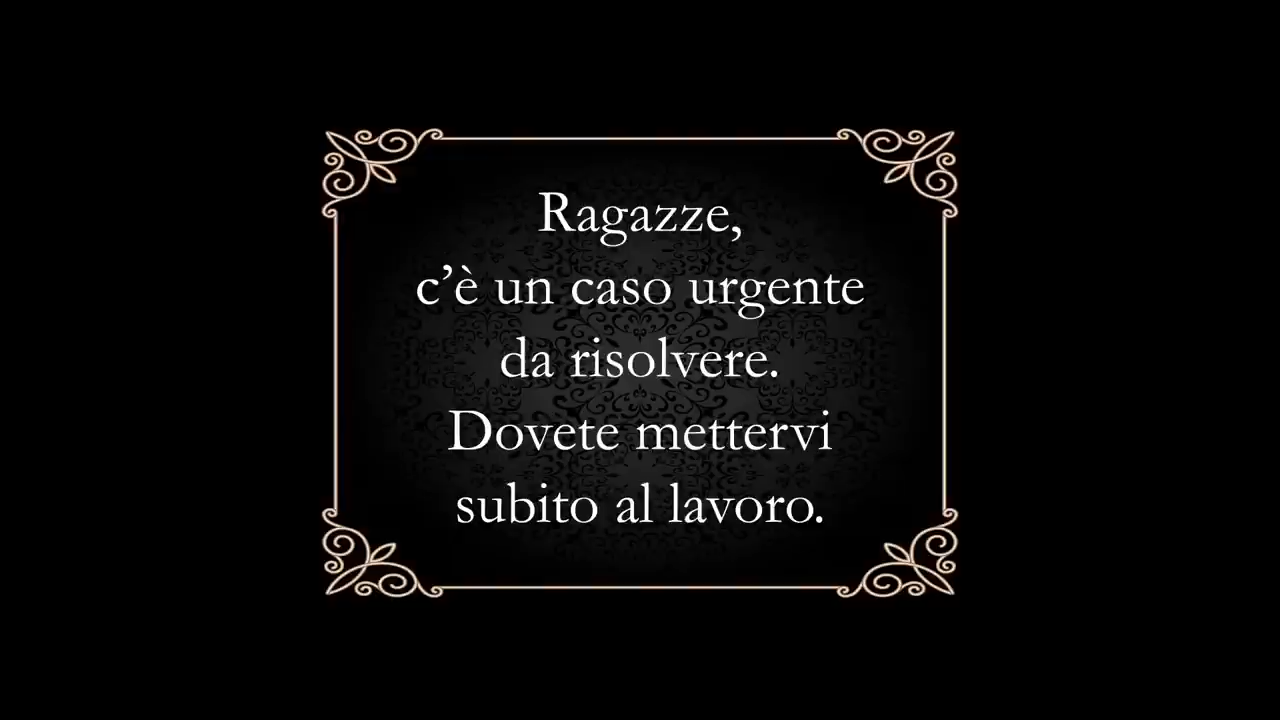 Ragazze,
c’è un caso urgente
da risolvere.
Dovete mettervi
subito al lavoro.